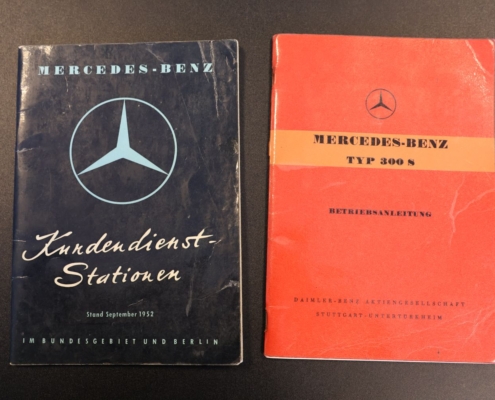 MERCEDES-BENZ
Kundendienst-
Stationen
Stand September 1952
IM BUNDESGEBIET UND BERLIN
MERCEDES-BENZ
TYP 300 S
BETRIEBSANLEITUNG
DAIMLER-BENZ AKTIENGESELLSCHAFT
STUTTGART-UNTERTÜRKHEIM